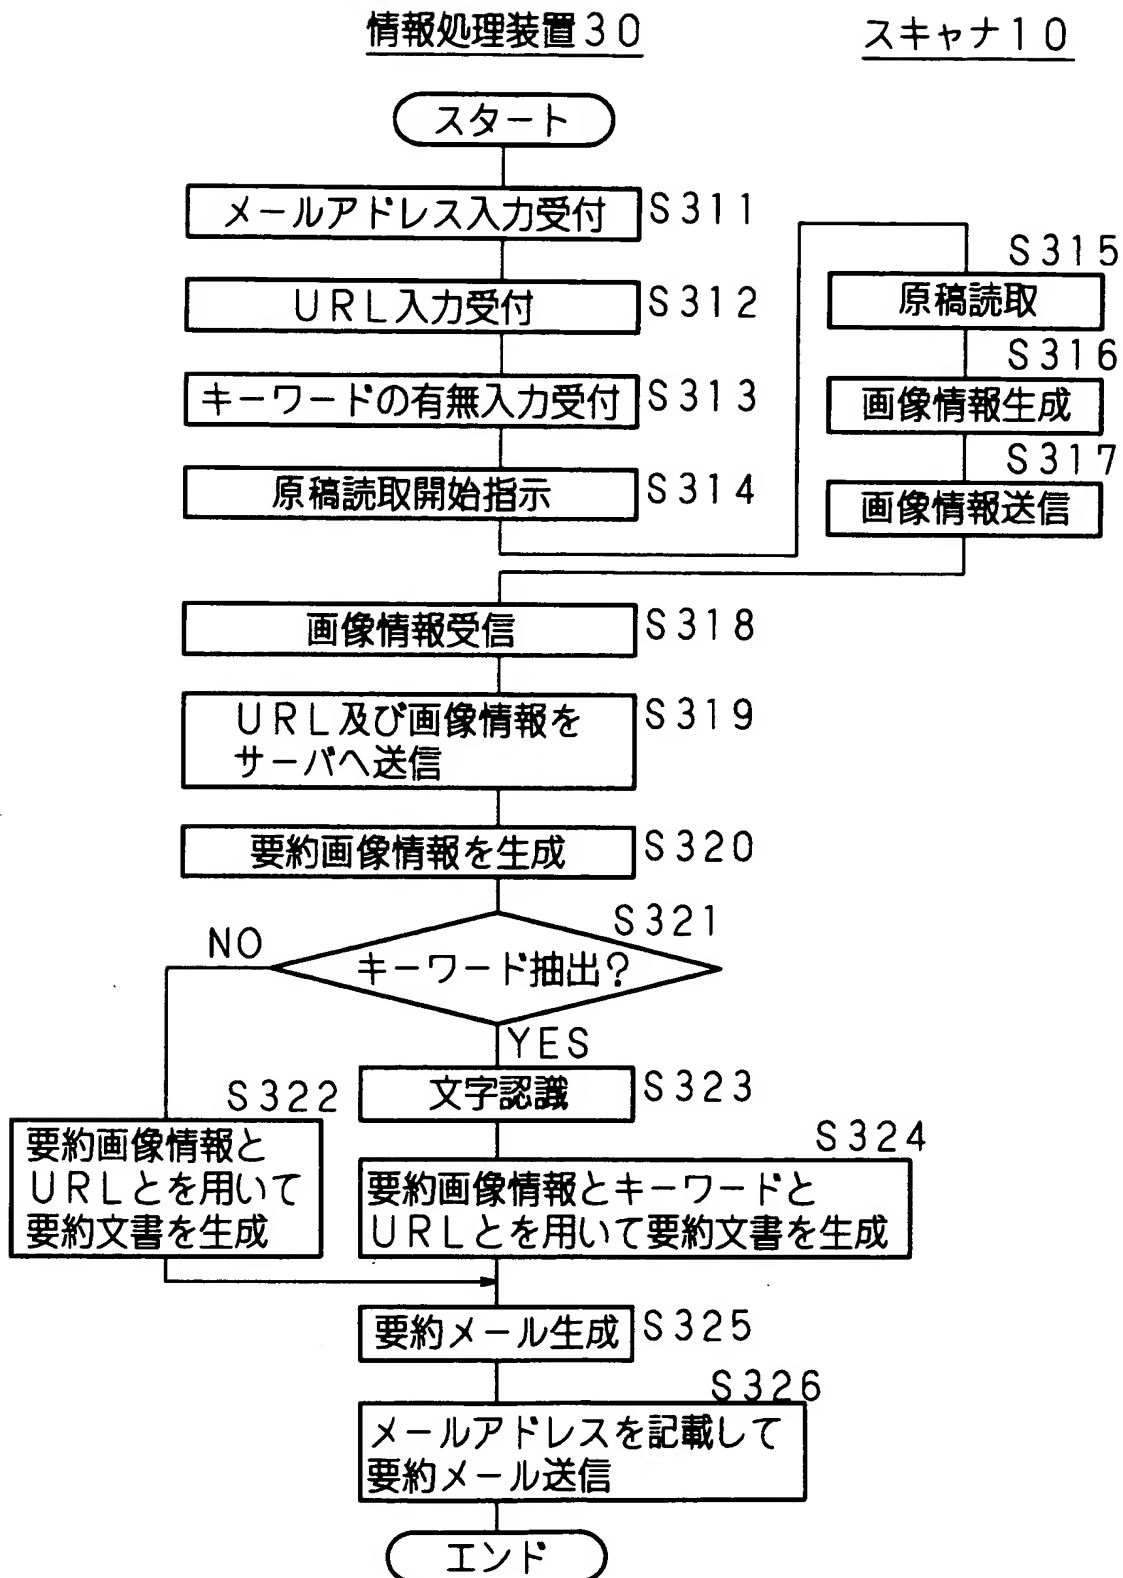 情報処理装置３０
スキャナ１０
スタート
メールアドレス入力受付
S311
ＵＲＬ入力受付
S312
キーワードの有無入力受付
S313
原稿読取開始指示
S314
S315
原稿読取
S316
画像情報生成
S317
画像情報送信
画像情報受信
S318
ＵＲＬ及び画像情報を
サーバへ送信
S319
要約画像情報を生成
S320
S321
キーワード抽出？
NO
YES
S322
要約画像情報と
ＵＲＬとを用いて
要約文書を生成
文字認識
S323
S324
要約画像情報とキーワードと
ＵＲＬとを用いて要約文書を生成
要約メール生成
S325
S326
メールアドレスを記載して
要約メール送信
エンド